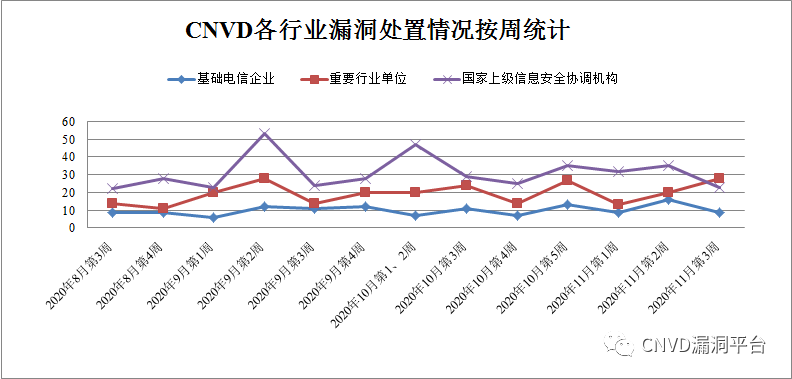 CNVD各行业漏洞处置情况按周统计
基础电信企业 重要行业单位 国家上级信息安全协调机构
60
50
40
30
20
10
0
2020年8月第3周
2020年8月第4周
2020年9月第1周
2020年9月第2周
2020年9月第3周
2020年9月第4周
2020年10月第1、2周
2020年10月第3周
2020年10月第4周
2020年10月第5周
2020年11月第1周
2020年11月第2周
2020年11月第3周
CNVD漏洞平台